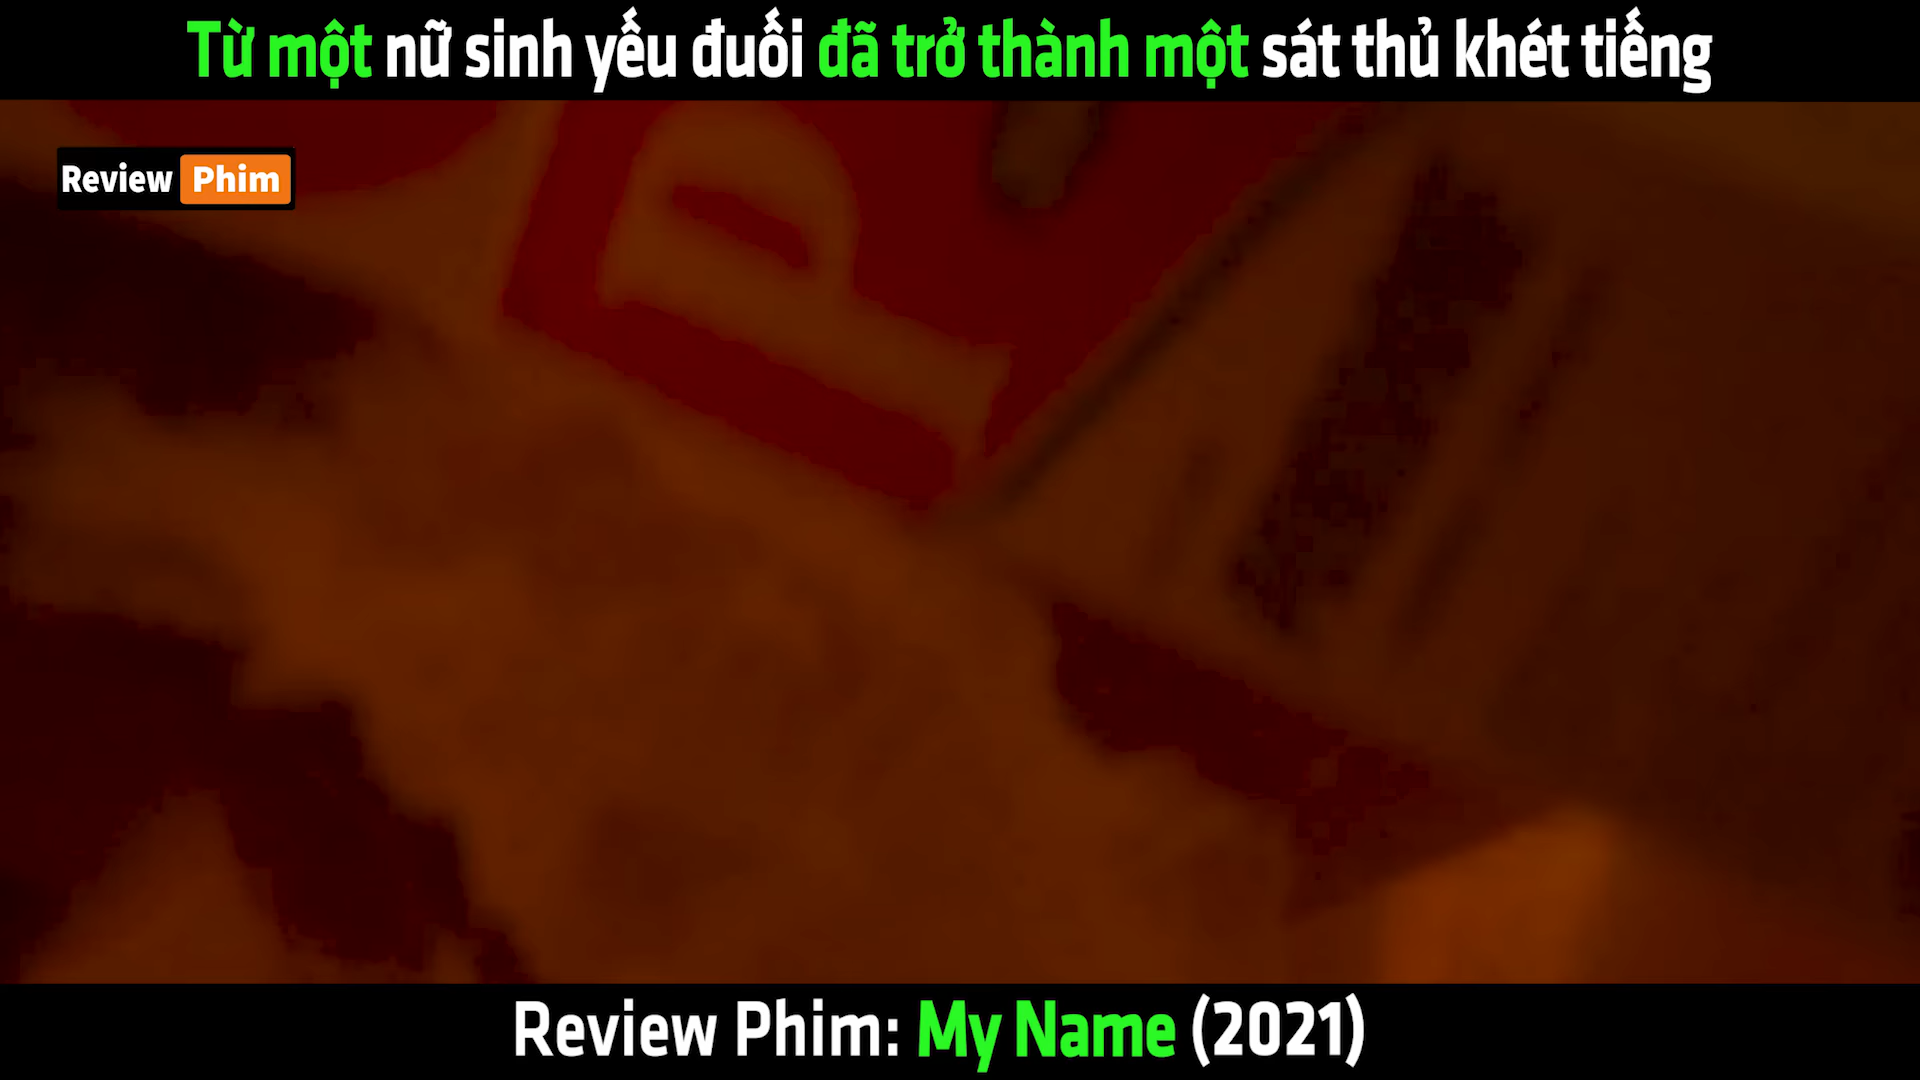 Từ một nữ sinh yếu đuối đã trở thành một sát thủ khét tiếng
Review Phim
Review Phim: My Name (2021)